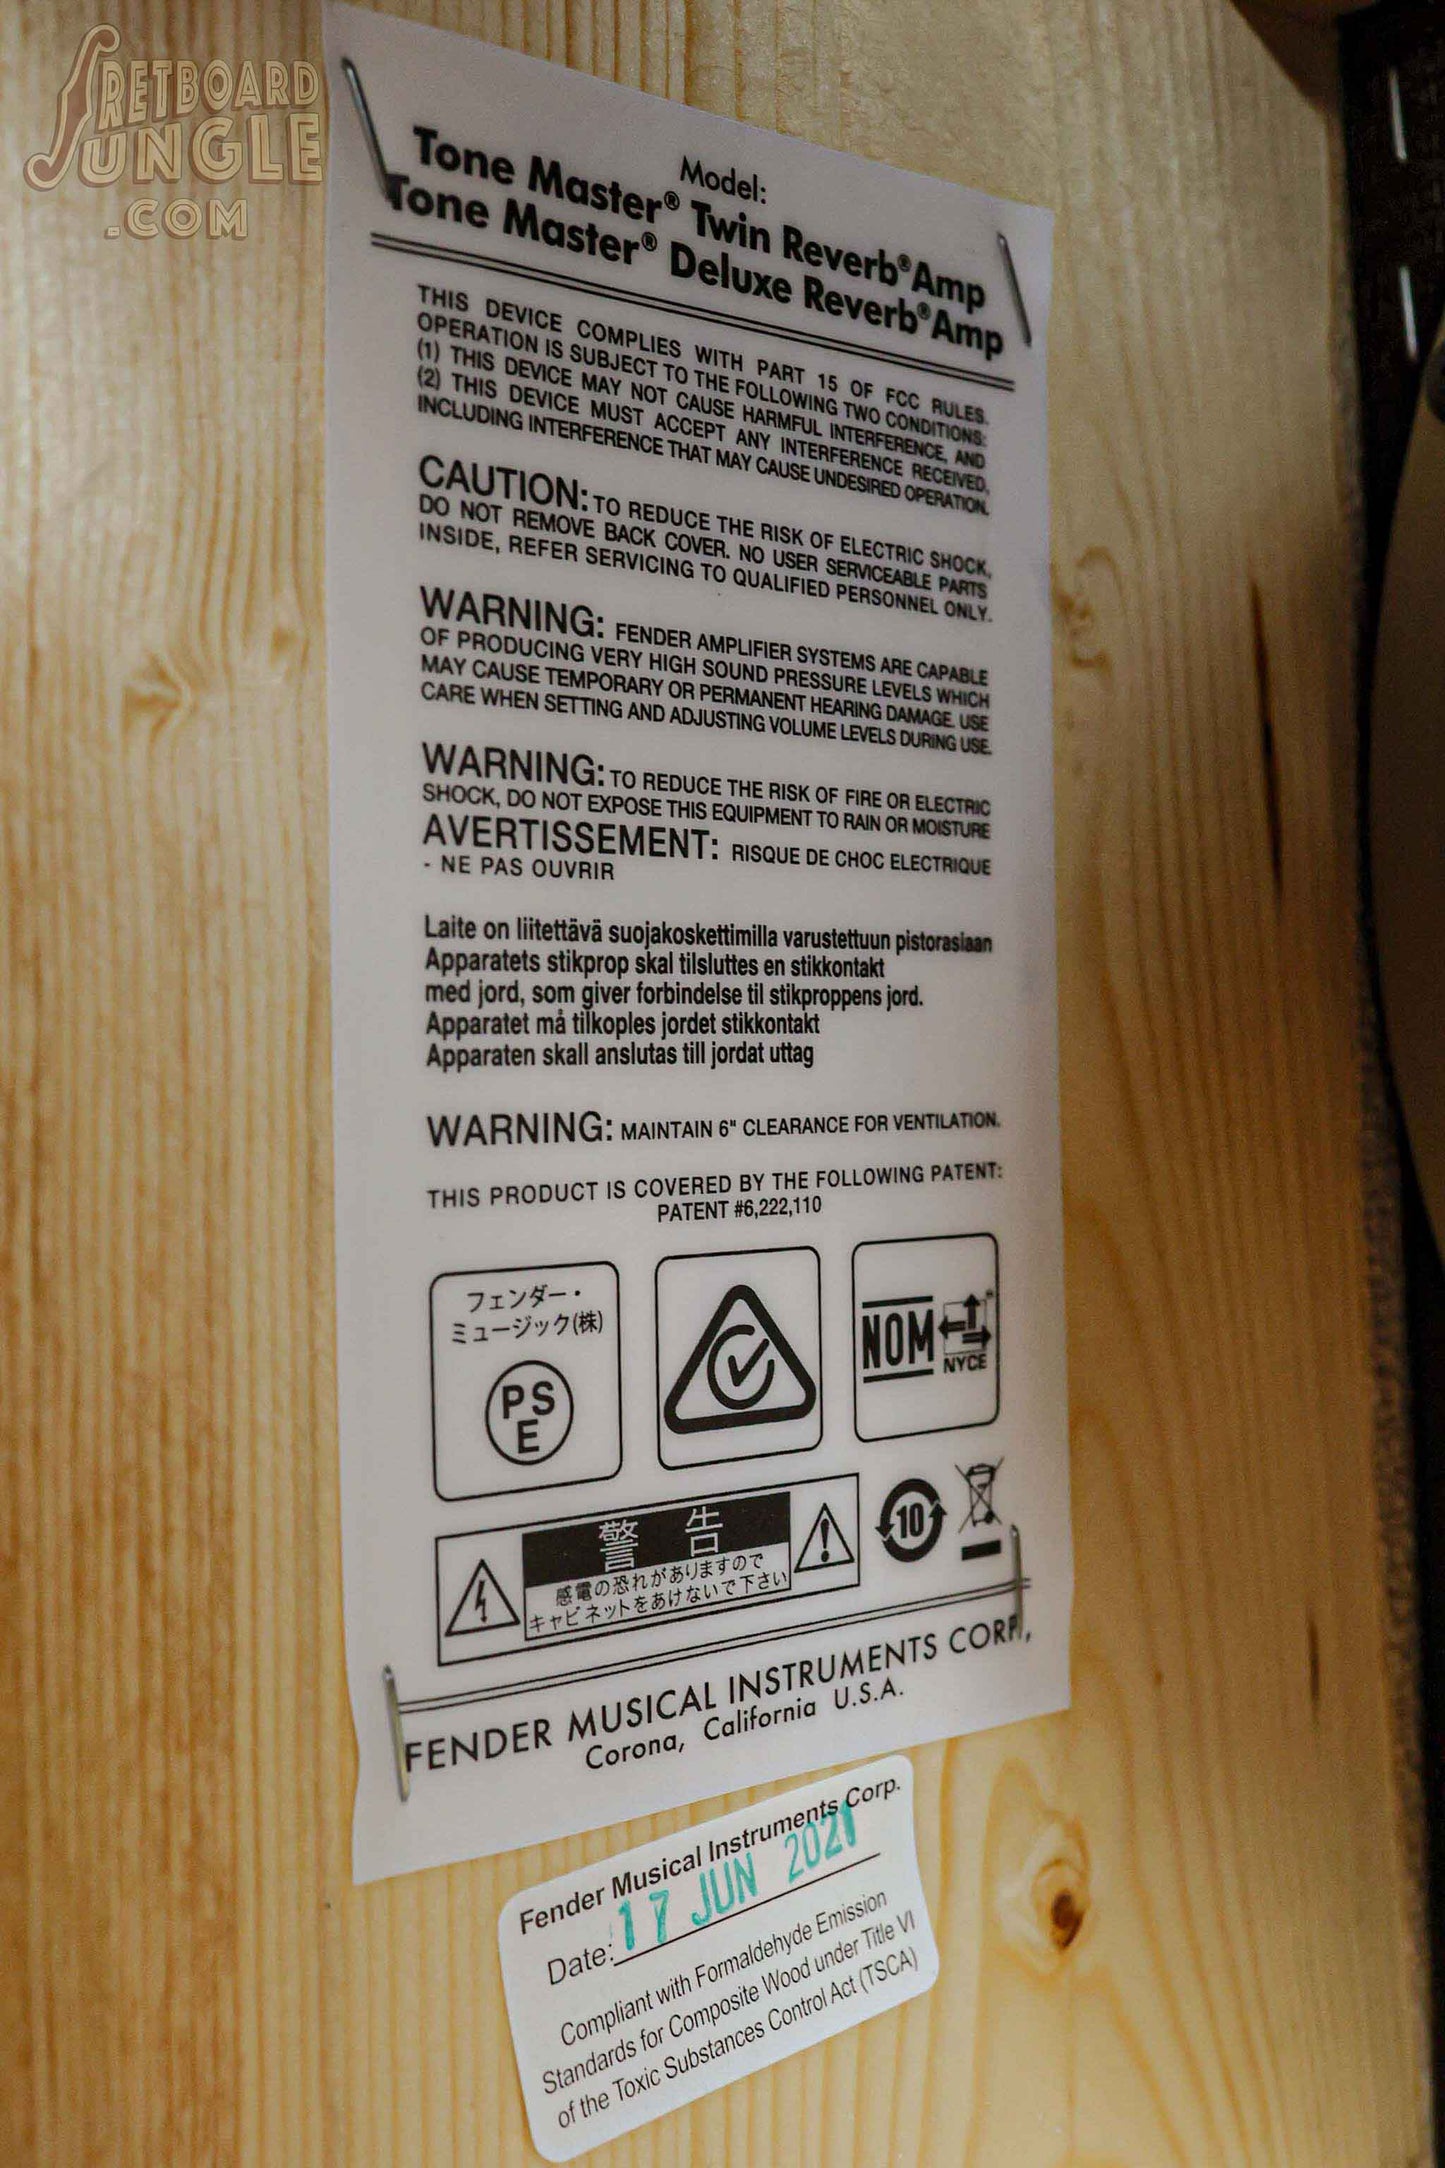 FRETBOARD
JUNGLE
.COM
Model:
Tone Master® Twin Reverb® Amp
Tone Master® Deluxe Reverb® Amp
THIS DEVICE COMPLIES WITH PART 15 OF FCC RULES.
OPERATION IS SUBJECT TO THE FOLLOWING TWO CONDITIONS:
(1) THIS DEVICE MAY NOT CAUSE HARMFUL INTERFERENCE, AND
(2) THIS DEVICE MUST ACCEPT ANY INTERFERENCE RECEIVED,
INCLUDING INTERFERENCE THAT MAY CAUSE UNDESIRED OPERATION.
CAUTION: TO REDUCE THE RISK OF ELECTRIC SHOCK,
DO NOT REMOVE BACK COVER. NO USER SERVICEABLE PARTS
INSIDE, REFER SERVICING TO QUALIFIED PERSONNEL ONLY.
WARNING: FENDER AMPLIFIER SYSTEMS ARE CAPABLE
OF PRODUCING VERY HIGH SOUND PRESSURE LEVELS WHICH
MAY CAUSE TEMPORARY OR PERMANENT HEARING DAMAGE. USE
CARE WHEN SETTING AND ADJUSTING VOLUME LEVELS DURING USE.
WARNING: TO REDUCE THE RISK OF FIRE OR ELECTRIC
SHOCK, DO NOT EXPOSE THIS EQUIPMENT TO RAIN OR MOISTURE
AVERTISSEMENT: RISQUE DE CHOC ELECTRIQUE
- NE PAS OUVRIR
Laite on liitettävä suojakoskettimilla varustettuun pistorasiaan
Apparatets stikprop skal tilsluttes en stikkontakt
med jord, som giver forbindelse til stikproppens jord.
Apparatet må tilkoples jordet stikkontakt
Apparaten skall anslutas till jordat uttag
WARNING: MAINTAIN 6" CLEARANCE FOR VENTILATION.
THIS PRODUCT IS COVERED BY THE FOLLOWING PATENT:
PATENT #6,222,110
フェンダー・
ミュージック(株)
PS
E
NOM
NYCE
警告
感電の恐れがありますので
キャビネットをあけないで下さい
10
FENDER MUSICAL INSTRUMENTS CORP,
Corona, California U.S.A.
Fender Musical Instruments Corp.
Date: 17 JUN 2021
Compliant with Formaldehyde Emission
Standards for Composite Wood under Title VI
of the Toxic Substances Control Act (TSCA)